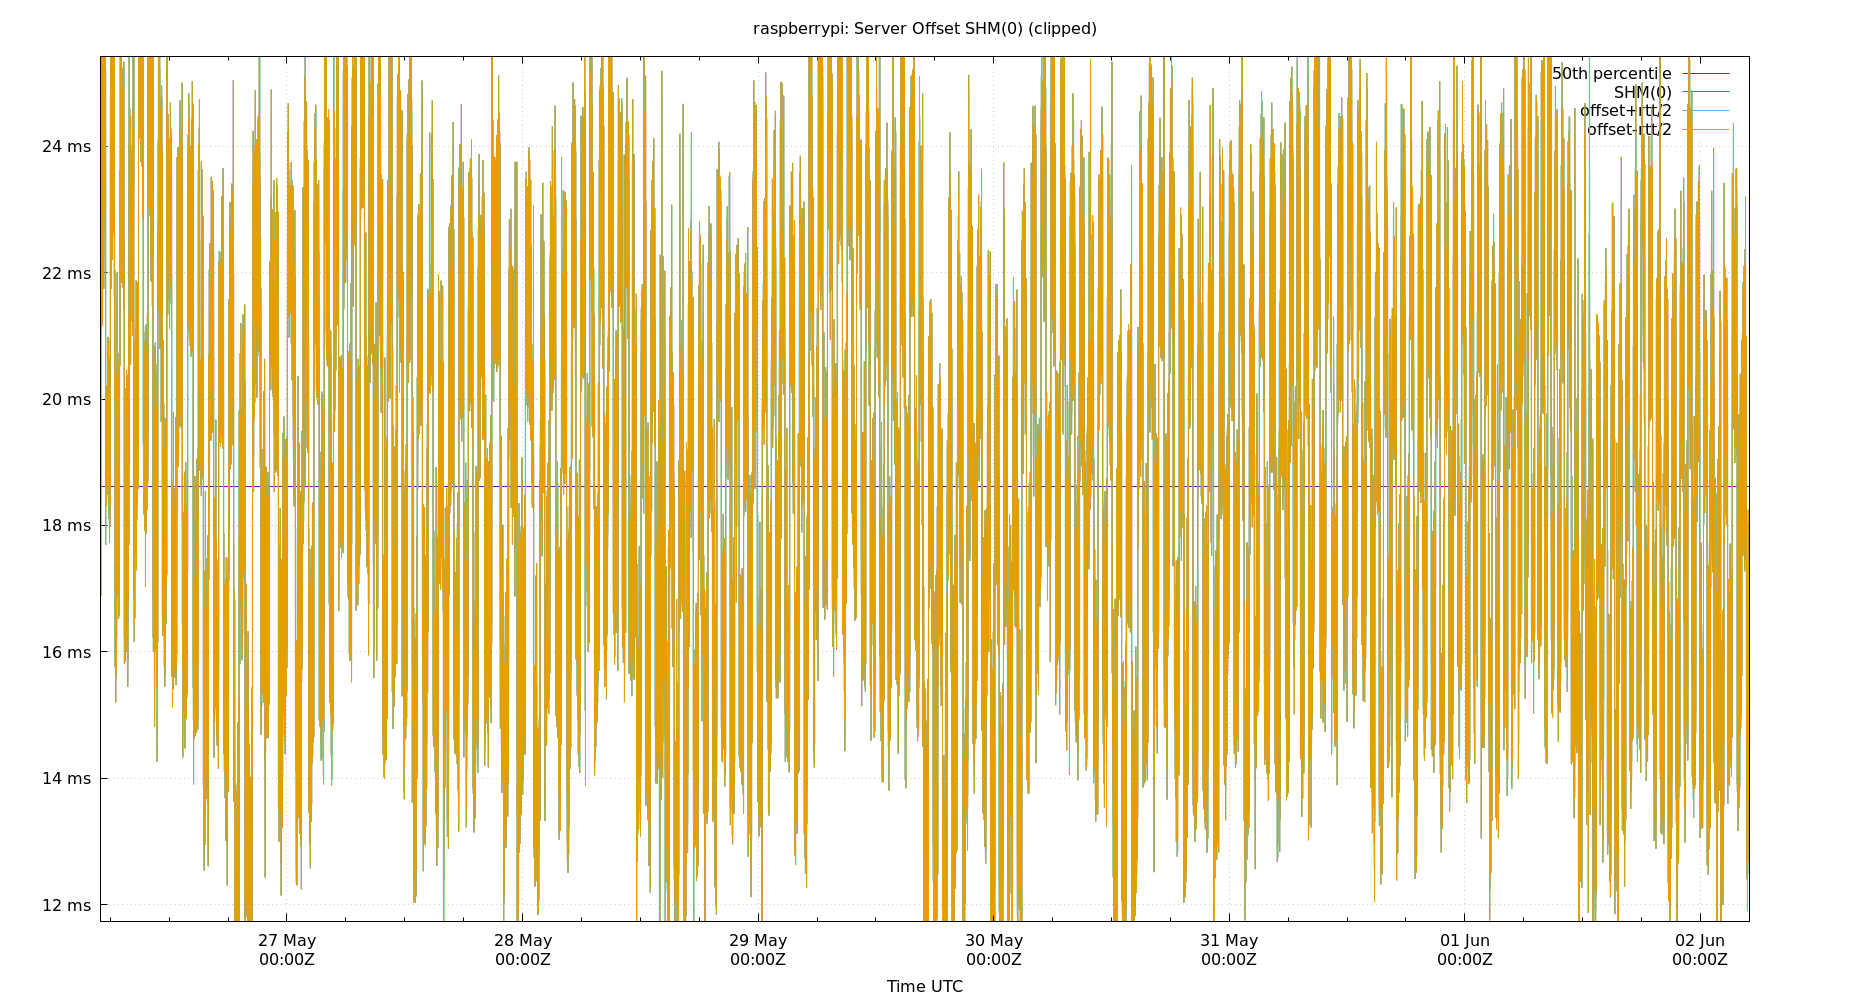 raspberrypi: Server Offset SHM(0) (clipped)
50th percentile
SHM(0)
offset+rtt/2
offset-rtt/2
24 ms
22 ms
20 ms
18 ms
16 ms
14 ms
12 ms
27 May 28 May 29 May 30 May 31 May 01 Jun 02 Jun
00:00Z 00:00Z 00:00Z 00:00Z 00:00Z 00:00Z 00:00Z
Time UTC